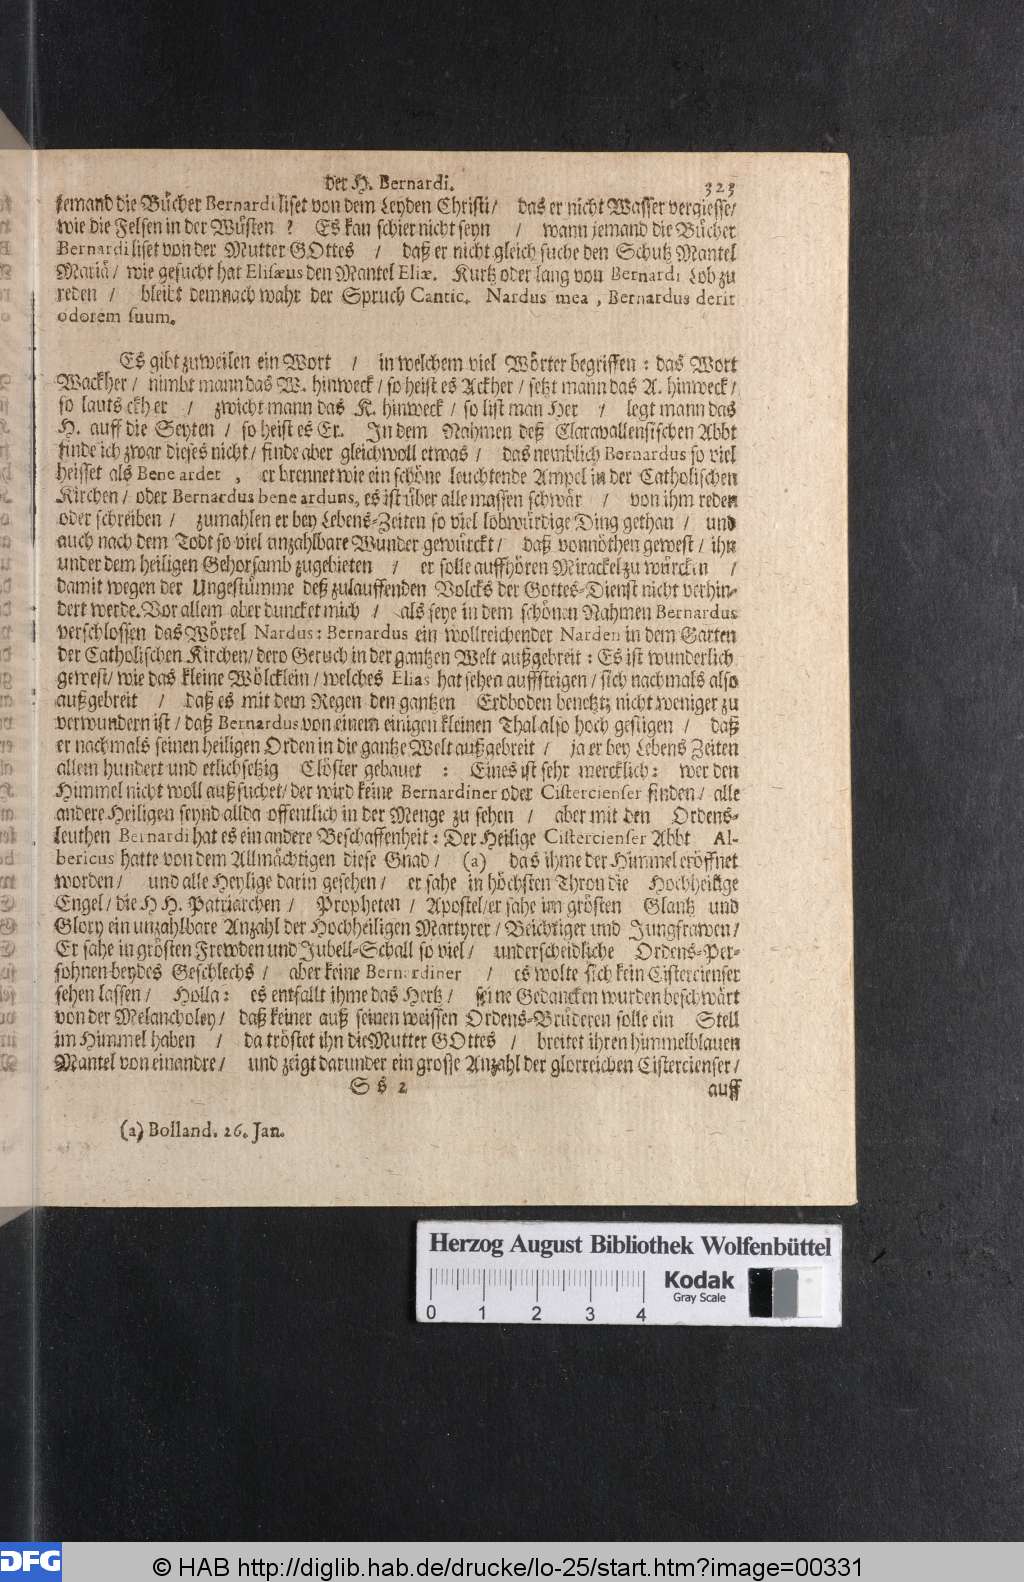 der H. Bernardi. 323
jemand die Bücher Bernardi liset von dem Leyden Christi / das er nicht Wasser vergiesse /
wie die Felsen in der Wüsten ? Es kan schier nicht seyn / wann jemand die Bücher
Bernardi liset von der Mutter GOttes / daß er nicht gleich suche den Schutz Mantel
Mariä / wie gesucht hat Elisæus den Mantel Eliæ. Kurtz oder lang von Bernardi Lob zu
reden / bleibt demnach wahr der Spruch Cantic. Nardus mea , Bernardus derit
odorem suum.
Es gibt zuweilen ein Wort / in welchem viel Wörter begriffen : das Wort
Wackher / nimbt mann das W. hinweck / so heist es Ackher / setzt mann das A. hinweck /
so lauts ckher / zwicht mann das K. hinweck / so list man Her / legt mann das
H. auff die Seyten / so heist es Er. In dem Nahmen deß Claravallensischen Abbt
finde ich zwar dieses nicht / finde aber gleichwoll etwas / das nemblich Bernardus so viel
heisset als Bene ardet , er brennet wie ein schöne leuchtende Ampel in der Catholischen
Kirchen / oder Bernardus bene arduns, es ist über alle massen schwär / von ihm reden
oder schreiben / zumahlen er bey Lebens-Zeiten so viel lobwürdige Ding gethan / und
auch nach dem Todt so viel unzahlbare Wunder gewürckt / daß vonnöthen gewest / ihn
under dem heiligen Gehorsamb zugebieten / er solle auffhören Mirackel zu würcken /
damit wegen der Ungestümme deß zulauffenden Volcks der Gottes-Dienst nicht verhin-
dert werde. Vor allem aber duncket mich / als seye in dem schönen Nahmen Bernardus
verschlossen das Wörtel Nardus : Bernardus ein wollreichender Narden in dem Garten
der Catholischen Kirchen / dero Geruch in der gantzen Welt außgebreit : Es ist wunderlich
gewest / wie das kleine Wölcklein / welches Elias hat sehen auffsteigen / sich nachmals also
außgebreit / daß es mit dem Regen den gantzen Erdboden benetzt; nicht weniger zu
verwundern ist / daß Bernardus von einem einigen kleinen Thal also hoch gestigen / daß
er nachmals seinen heiligen Orden in die gantze Welt außgebreit / ja er bey Lebens Zeiten
allem hundert und etlichsetzig Clöster gebauet : Eines ist sehr mercklich : wer den
Himmel nicht woll außsuchet / der wird keine Bernardiner oder Cistercienser finden / alle
andere Heiligen seynd allda offentlich in der Menge zu sehen / aber mit den Ordens-
leuthen Bernardi hat es ein andere Beschaffenheit : Der Heilige Cistercienser Abbt Al-
bericus hatte von dem Allmächtigen diese Gnad / (a) das ihme der Himmel eröffnet
worden / und alle Heylige darin gesehen / er sahe in höchsten Thron die Hochheilige
Engel / die H H. Patriarchen / Propheten / Apostel / er sahe im grösten Glantz und
Glory ein unzahlbare Anzahl der Hochheiligen Martyrer / Beichtiger und Jungfrawen /
Er sahe in grösten Frewden und Jubell-Schall so viel / underscheidliche Ordens-Per-
sohnen beydes Geschlechs / aber keine Bernardiner / es wolte sich kein Cistercienser
sehen lassen / Holla : es entfallt ihme das Hertz / seine Gedancken wurden beschwärt
von der Melancholey / daß keiner auß seinen weissen Ordens-Brüderen solle ein Stell
im Himmel haben / da tröstet ihn die Mutter GOttes / breitet ihren himmelblauen
Mantel von einandre / und zeigt darunder ein grosse Anzahl der glorreichen Cistercienser /
S s 2 auff
(a) Bolland. 26. Jan.
Herzog August Bibliothek Wolfenbüttel
Kodak
Gray Scale
0 1 2 3 4
DFG
© HAB http://diglib.hab.de/drucke/lo-25/start.htm?image=00331